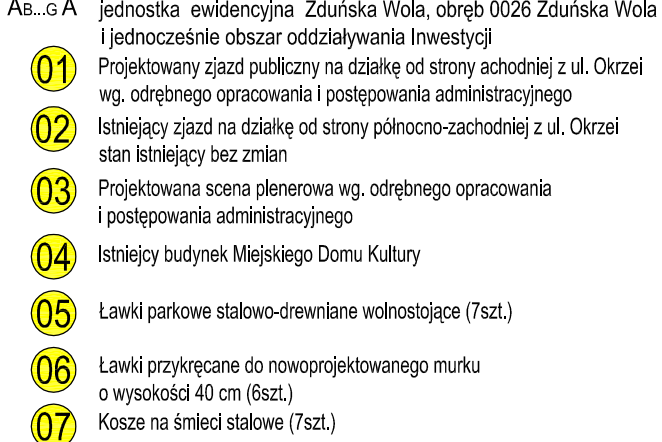 AB...G A jednostka ewidencyjna Zduńska Wola, obręb 0026 Zduńska Wola
i jednocześnie obszar oddziaływania Inwestycji
01 Projektowany zjazd publiczny na działkę od strony achodniej z ul. Okrzei
wg. odrębnego opracowania i postępowania administracyjnego
02 Istniejący zjazd na działkę od strony północno-zachodniej z ul. Okrzei
stan istniejący bez zmian
03 Projektowana scena plenerowa wg. odrębnego opracowania
i postępowania administracyjnego
04 Istniejcy budynek Miejskiego Domu Kultury
05 Ławki parkowe stalowo-drewniane wolnostojące (7szt.)
06 Ławki przykręcane do nowoprojektowanego murku
o wysokości 40 cm (6szt.)
07 Kosze na śmieci stalowe (7szt.)